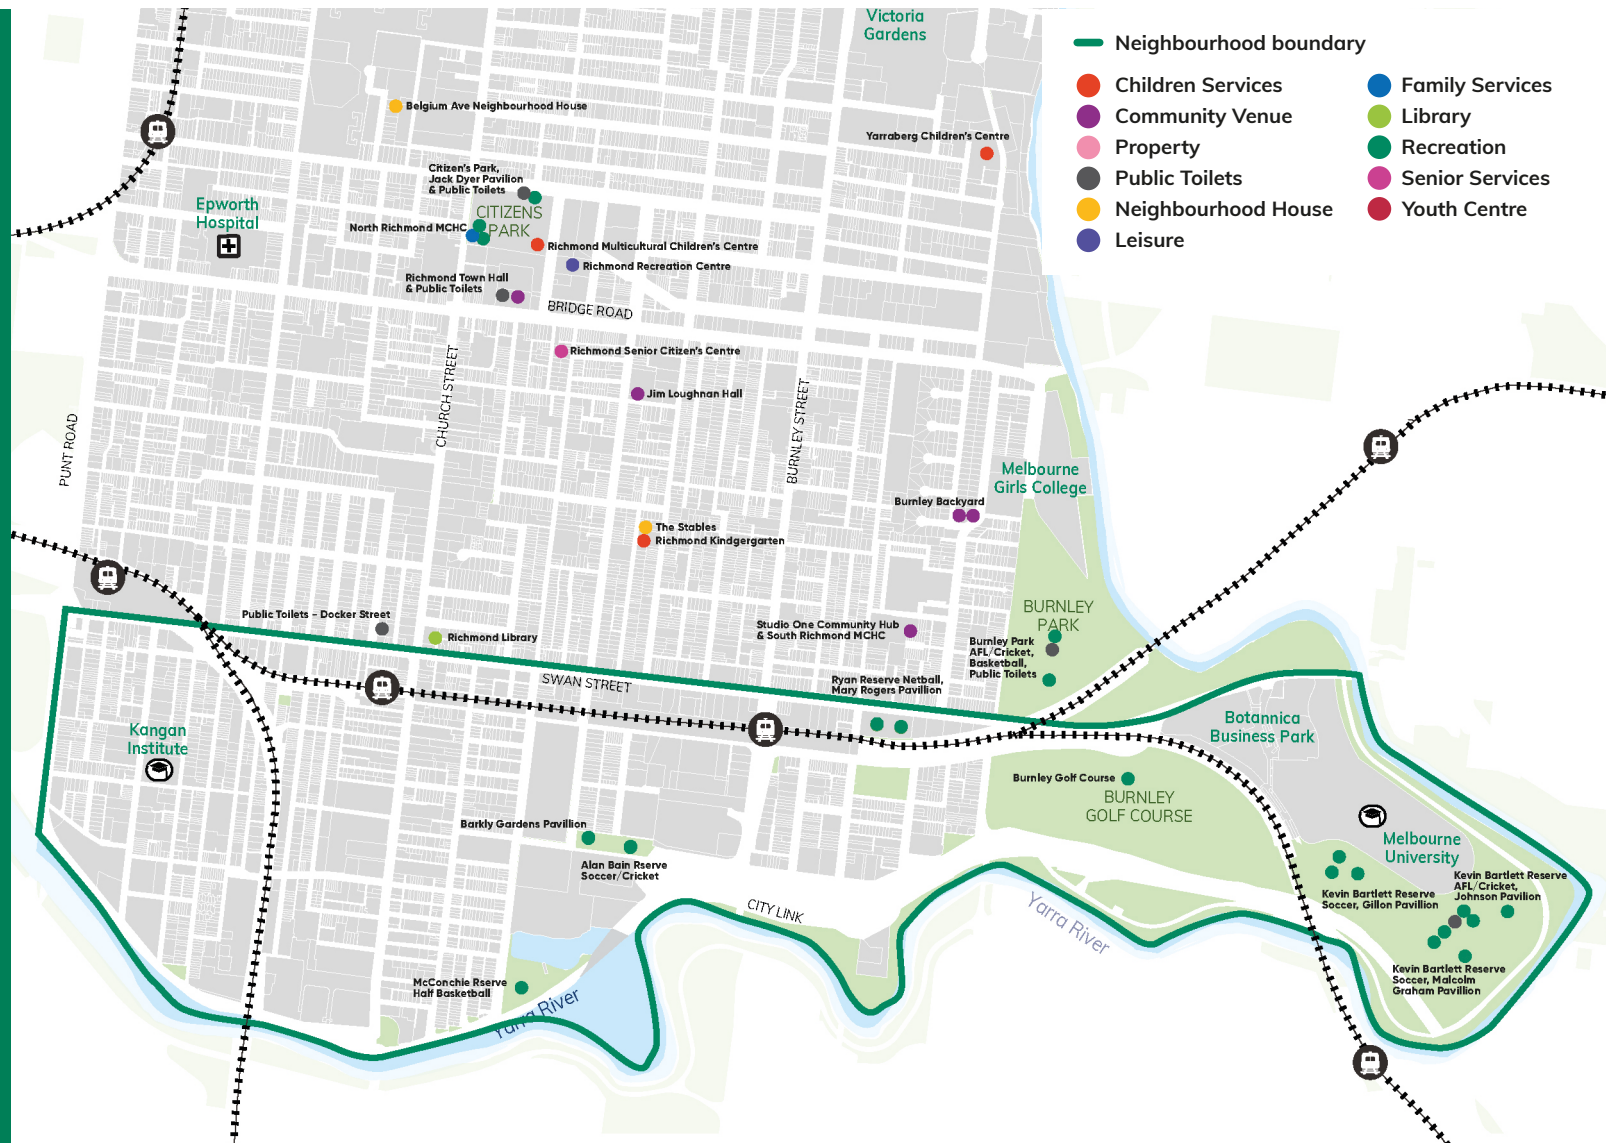 Victoria
Gardens
Neighbourhood boundary
Children Services
Community Venue
Property
Public Toilets
Neighbourhood House
Leisure
Family Services
Library
Recreation
Senior Services
Youth Centre
Belgium Ave Neighbourhood House
Yarraberg Children's Centre
Citizen's Park,
Jack Dyer Pavilion
& Public Toilets
Epworth
Hospital
CITIZENS
PARK
North Richmond MCHC
Richmond Multicultural Children's Centre
Richmond Recreation Centre
Richmond Town Hall
& Public Toilets
BRIDGE ROAD
Richmond Senior Citizen's Centre
CHURCH STREET
Jim Loughnan Hall
BURNLEY STREET
PUNT ROAD
Melbourne
Girls College
Burnley Backyard
The Stables
Richmond Kindgergarten
Public Toilets – Docker Street
Richmond Library
Studio One Community Hub
& South Richmond MCHC
BURNLEY
PARK
Burnley Park
AFL/Cricket,
Basketball,
Public Toilets
SWAN STREET
Ryan Reserve Netball,
Mary Rogers Pavillion
Kangan
Institute
Botannica
Business Park
Burnley Golf Course
BURNLEY
GOLF COURSE
Barkly Gardens Pavillion
Alan Bain Rserve
Soccer/Cricket
Melbourne
University
Kevin Bartlett Reserve
AFL/Cricket,
Johnson Pavilion
Kevin Bartlett Reserve
Soccer, Gillon Pavillion
CITY LINK
Yarra River
Kevin Bartlett Reserve
Soccer, Malcolm
Graham Pavillion
McConchie Rserve
Half Basketball
Yarra River